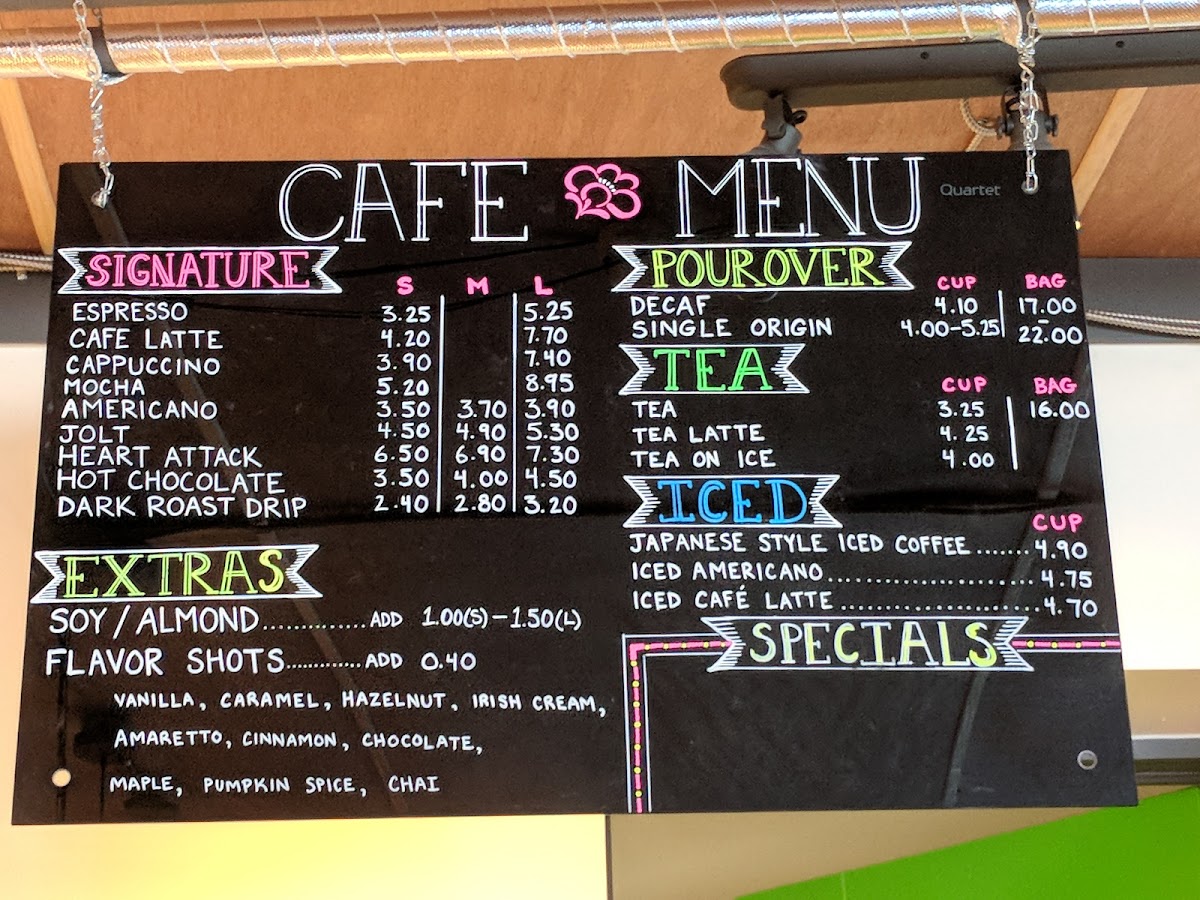 CAFE MENU
Quartet
SIGNATURE S M L
ESPRESSO 3.25 5.25
CAFE LATTE 4.20 7.70
CAPPUCCINO 3.90 7.40
MOCHA 5.20 8.95
AMERICANO 3.50 3.70 3.90
JOLT 4.50 4.90 5.30
HEART ATTACK 6.50 6.90 7.30
HOT CHOCOLATE 3.50 4.00 4.50
DARK ROAST DRIP 2.40 2.80 3.20
EXTRAS
SOY / ALMOND.............. ADD 1.00(S) – 1.50(L)
FLAVOR SHOTS............ ADD 0.40
VANILLA, CARAMEL, HAZELNUT, IRISH CREAM,
AMARETTO, CINNAMON, CHOCOLATE,
MAPLE, PUMPKIN SPICE, CHAI
POUROVER CUP BAG
DECAF 4.10 17.00
SINGLE ORIGIN 4.00–5.25 – 22.00
TEA CUP BAG
TEA 3.25 16.00
TEA LATTE 4.25
TEA ON ICE 4.00
ICED CUP
JAPANESE STYLE ICED COFFEE.......4.90
ICED AMERICANO..........................4.75
ICED CAFÉ LATTE.........................4.70
SPECIALS